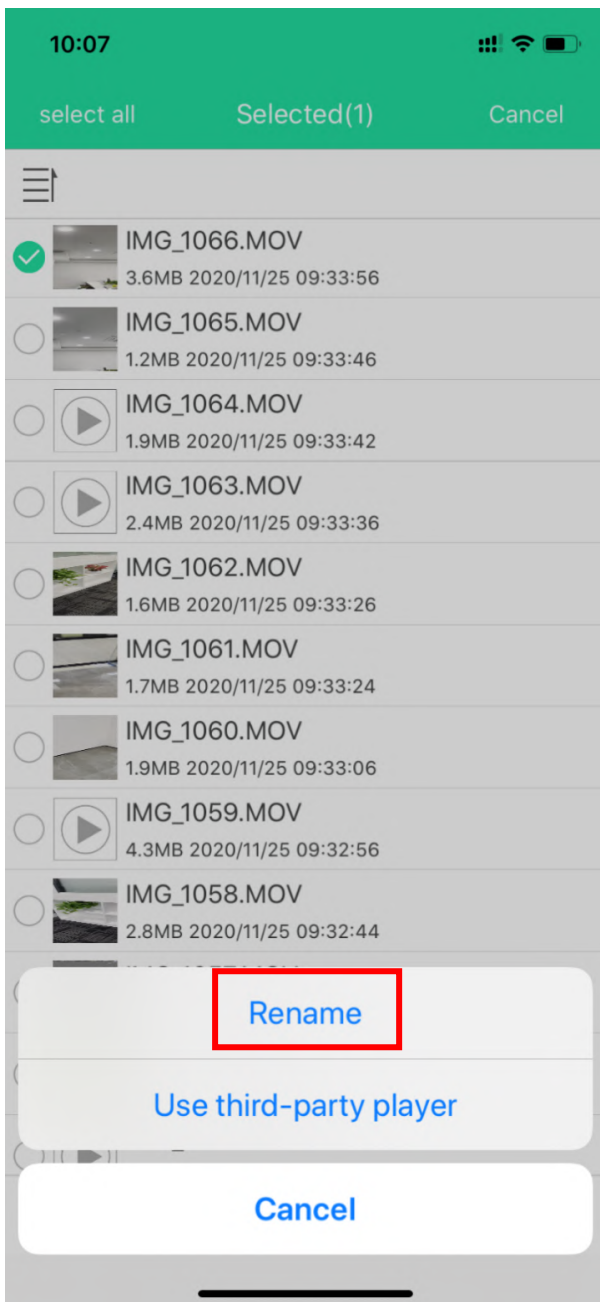 10:07
select all Selected(1) Cancel
IMG_1066.MOV
3.6MB 2020/11/25 09:33:56
IMG_1065.MOV
1.2MB 2020/11/25 09:33:46
IMG_1064.MOV
1.9MB 2020/11/25 09:33:42
IMG_1063.MOV
2.4MB 2020/11/25 09:33:36
IMG_1062.MOV
1.6MB 2020/11/25 09:33:26
IMG_1061.MOV
1.7MB 2020/11/25 09:33:24
IMG_1060.MOV
1.9MB 2020/11/25 09:33:06
IMG_1059.MOV
4.3MB 2020/11/25 09:32:56
IMG_1058.MOV
2.8MB 2020/11/25 09:32:44
Rename
Use third-party player
Cancel